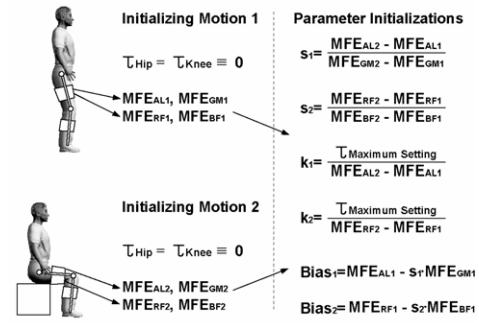 Initializing Motion 1
τHip = τKnee ≡ 0
MFEAL1, MFEGM1
MFERF1, MFEBF1
Initializing Motion 2
τHip = τKnee ≡ 0
MFEAL2, MFEGM2
MFERF2, MFEBF2
Parameter Initializations
s1= MFEAL2 - MFEAL1
MFEGM2 - MFEGM1
s2= MFERF2 - MFERF1
MFEBF2 - MFEBF1
k1= τMaximum Setting
MFEAL2 - MFEAL1
k2= τMaximum Setting
MFERF2 - MFERF1
Bias1=MFEAL1 - s1·MFEGM1
Bias2=MFERF1 - s2·MFEBF1